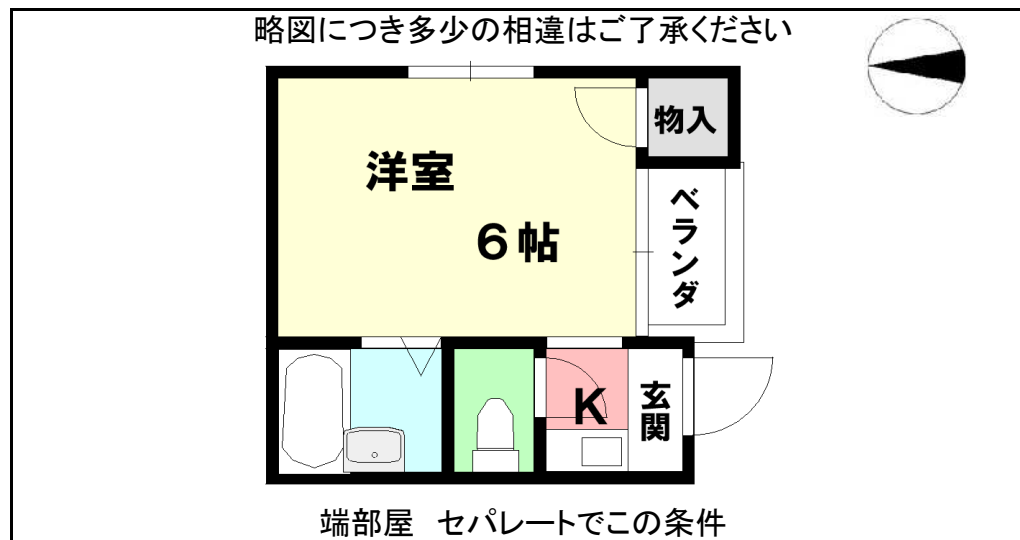 略図につき多少の相違はご了承ください
物入
洋室
6帖
ベランダ
K
玄関
端部屋 セパレートでこの条件